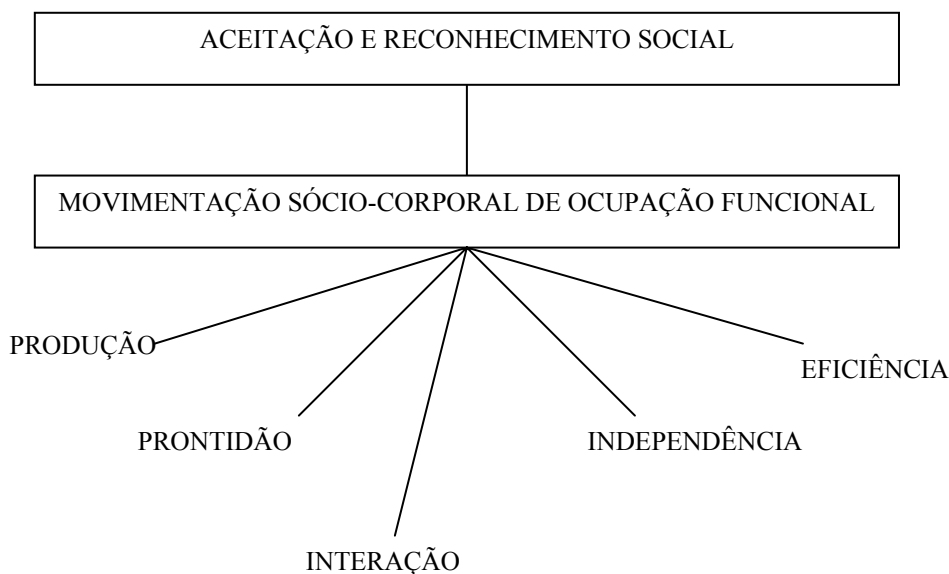 ACEITAÇÃO E RECONHECIMENTO SOCIAL
MOVIMENTAÇÃO SÓCIO-CORPORAL DE OCUPAÇÃO FUNCIONAL
PRODUÇÃO
EFICIÊNCIA
PRONTIDÃO
INDEPENDÊNCIA
INTERAÇÃO